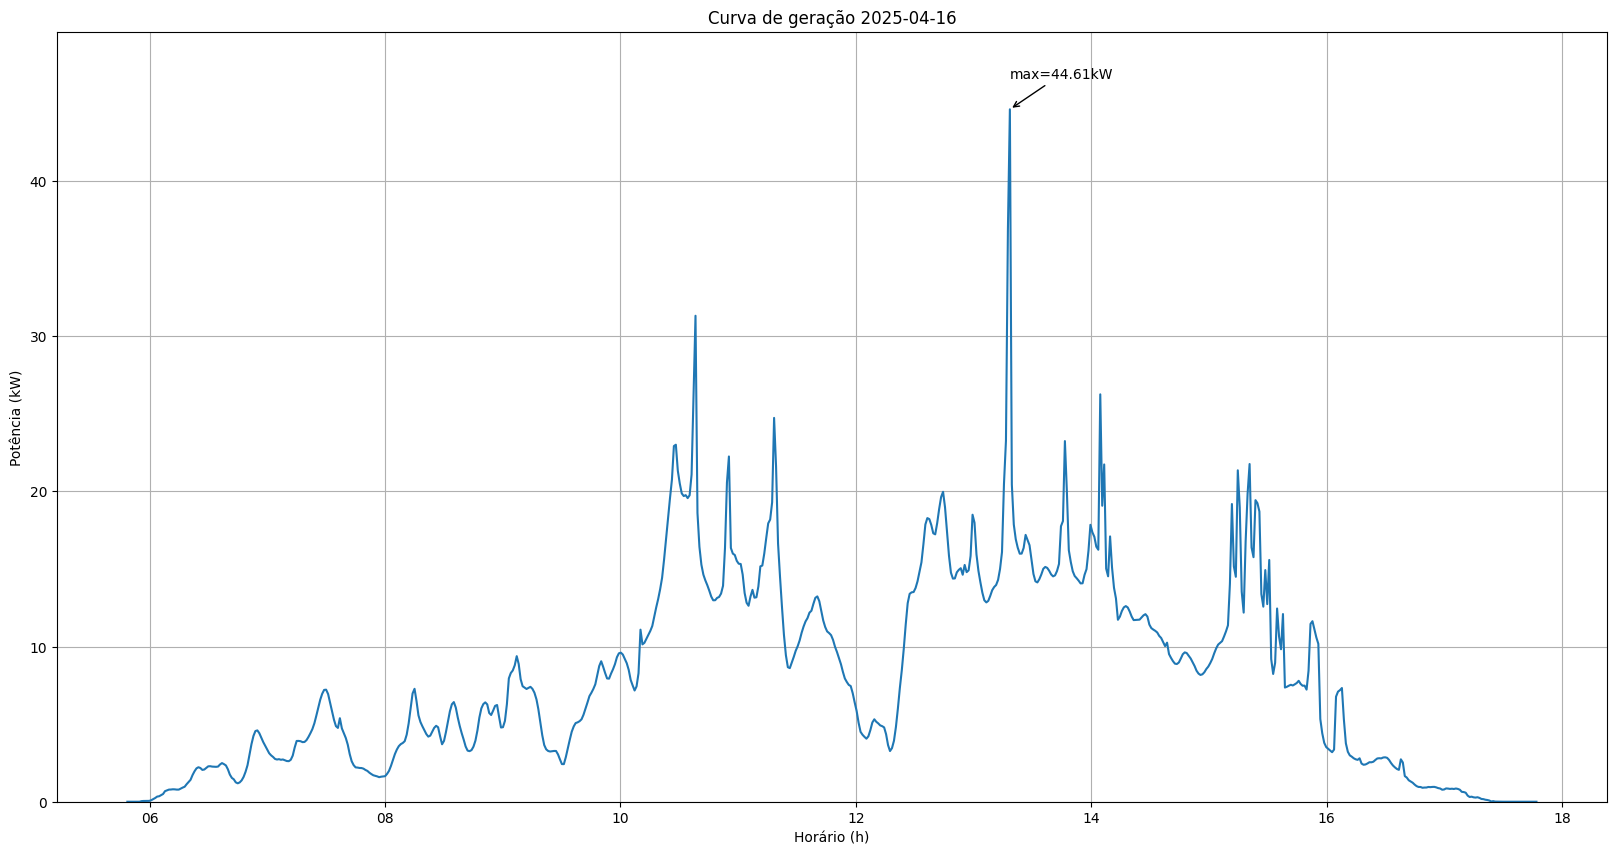 Curva de geração 2025-04-16
max=44.61kW
Potência (kW)
40
30
20
10
0
06 08 10 12 14 16 18
Horário (h)